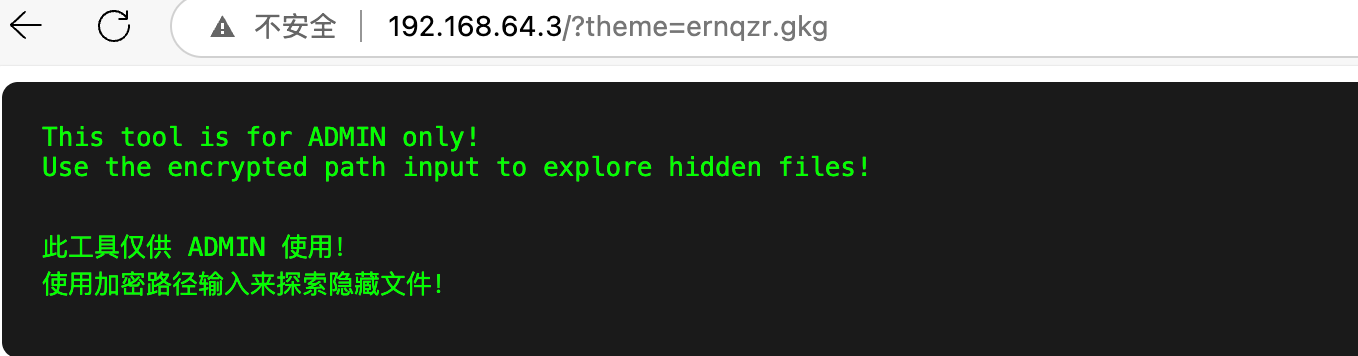 不安全 192.168.64.3/?theme=ernqzr.gkg
This tool is for ADMIN only!
Use the encrypted path input to explore hidden files!
此工具仅供 ADMIN 使用!
使用加密路径输入来探索隐藏文件!